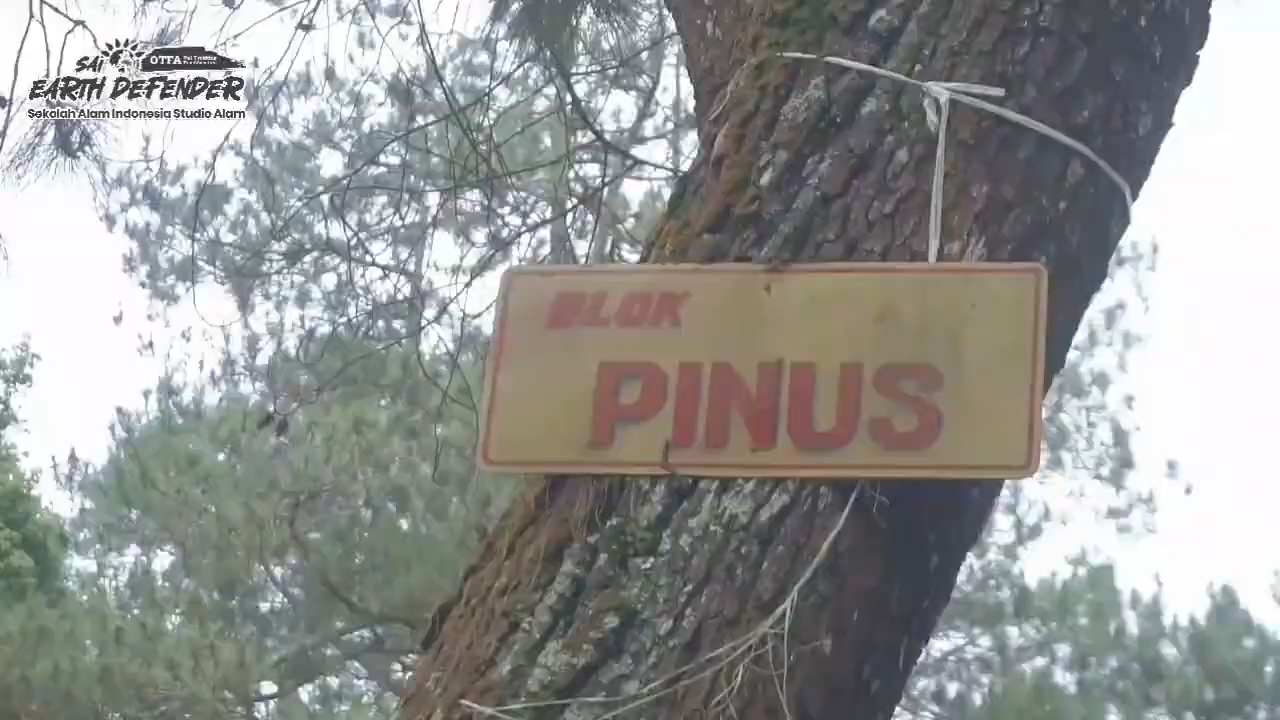 SAI
OTFA
EARTH DEFENDER
Sekolah Alam Indonesia Studio Alam
BLOK
PINUS